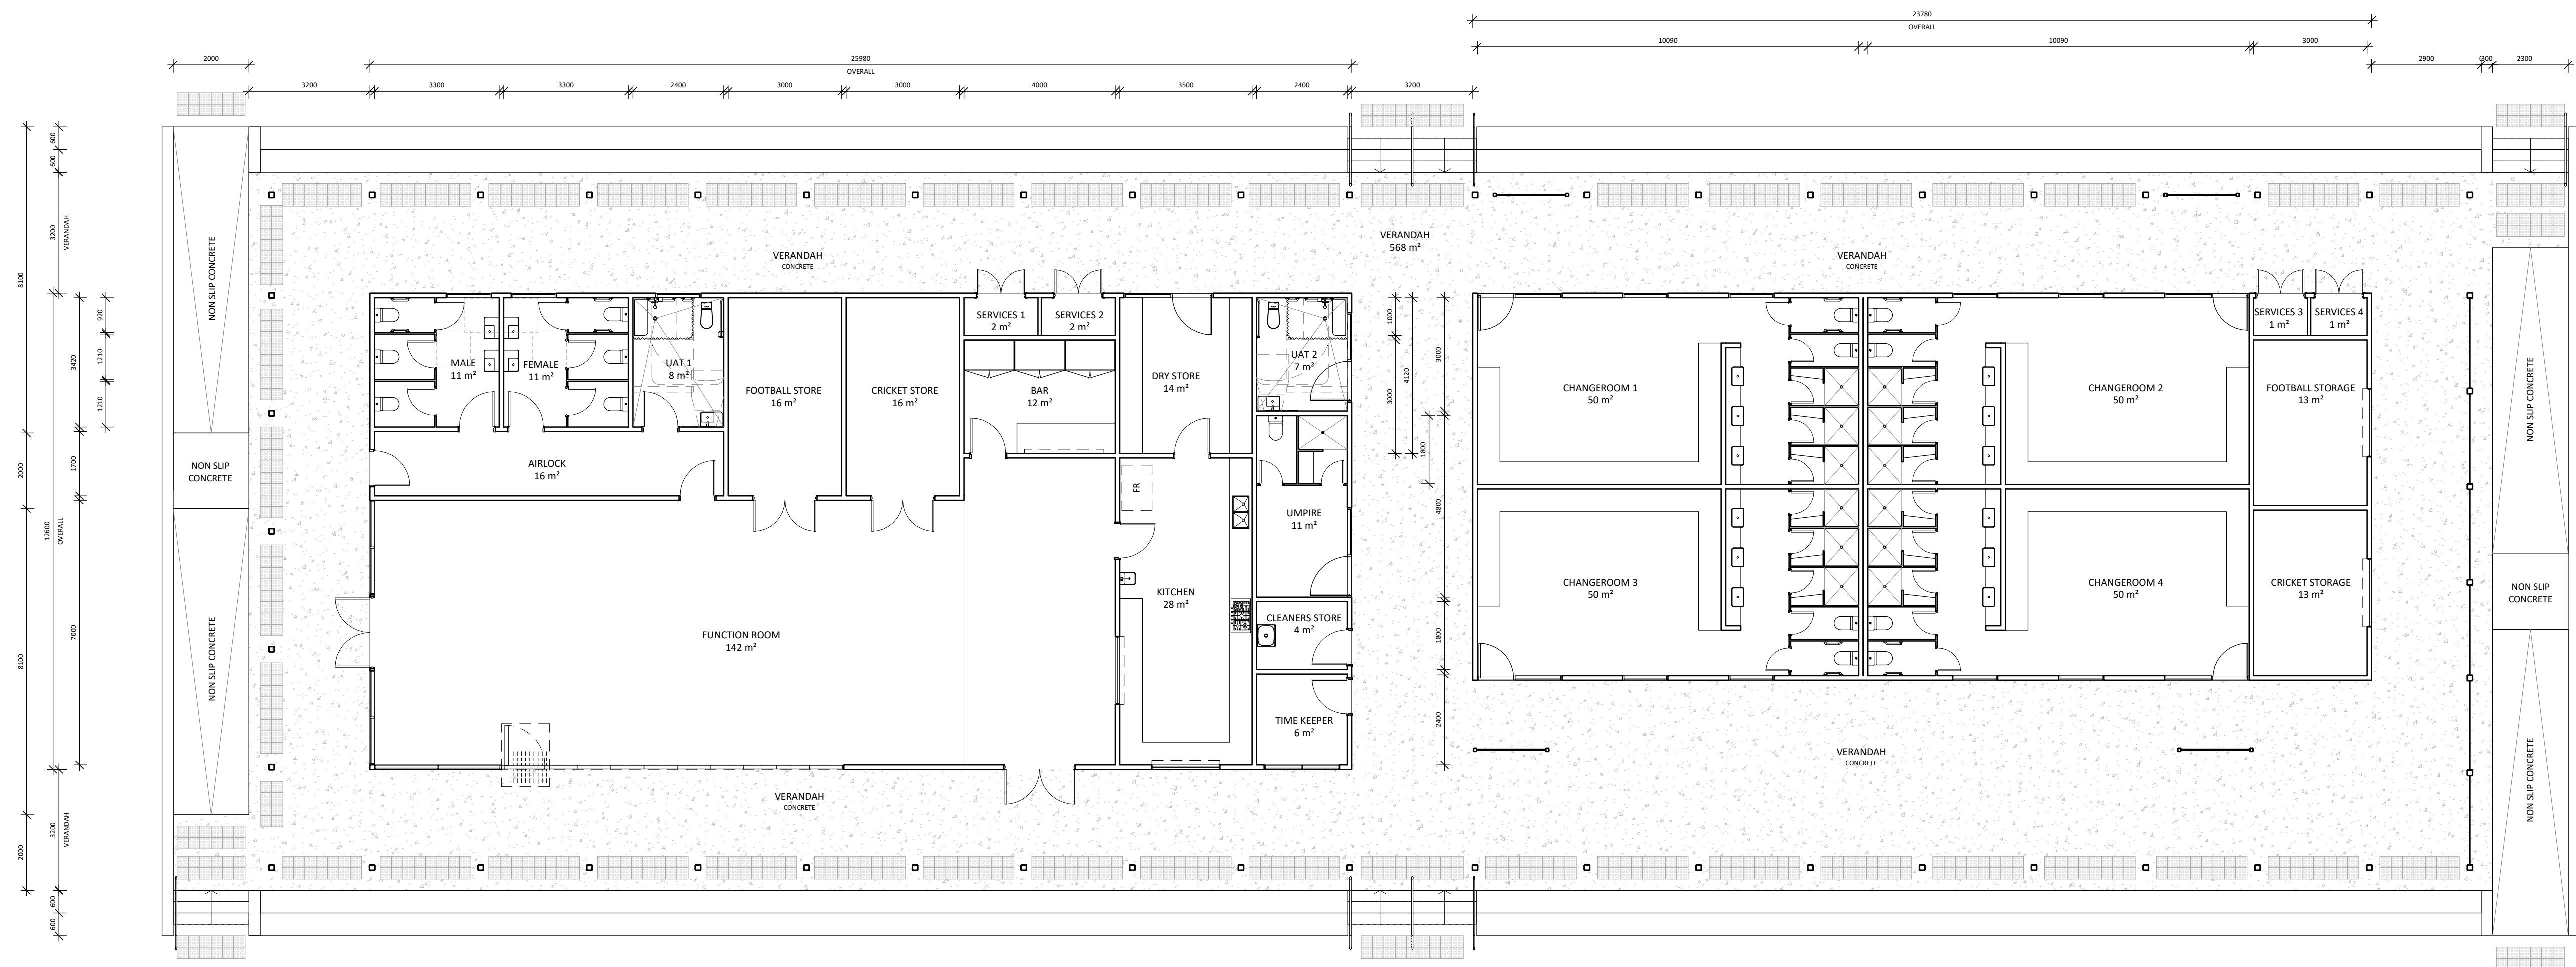 23780
OVERALL
10090
10090
3000
2000
25980
OVERALL
2900
300
2300
3200
3300
3300
2400
3000
3000
4000
3500
2400
3200
600
600
3200
VERANDAH
8100
NON SLIP CONCRETE
VERANDAH
CONCRETE
VERANDAH
568 m²
VERANDAH
CONCRETE
920
1210
1210
3420
1700
7000
12600
OVERALL
2000
8100
3200
VERANDAH
2000
600
600
NON SLIP
CONCRETE
NON SLIP CONCRETE
MALE
11 m²
FEMALE
11 m²
UAT 1
8 m²
FOOTBALL STORE
16 m²
CRICKET STORE
16 m²
SERVICES 1
2 m²
SERVICES 2
2 m²
BAR
12 m²
DRY STORE
14 m²
UAT 2
7 m²
AIRLOCK
16 m²
FR
UMPIRE
11 m²
KITCHEN
28 m²
CLEANERS STORE
4 m²
FUNCTION ROOM
142 m²
TIME KEEPER
6 m²
1000
3000
4120
1800
3000
4800
1800
2400
CHANGEROOM 1
50 m²
CHANGEROOM 2
50 m²
SERVICES 3
1 m²
SERVICES 4
1 m²
FOOTBALL STORAGE
13 m²
CHANGEROOM 3
50 m²
CHANGEROOM 4
50 m²
CRICKET STORAGE
13 m²
NON SLIP CONCRETE
NON SLIP
CONCRETE
NON SLIP CONCRETE
VERANDAH
CONCRETE
VERANDAH
CONCRETE